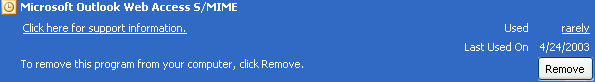 Microsoft Outlook Web Access S/MIME
Click here for support information. Used rarely
Last Used On 4/24/2003
To remove this program from your computer, click Remove. Remove